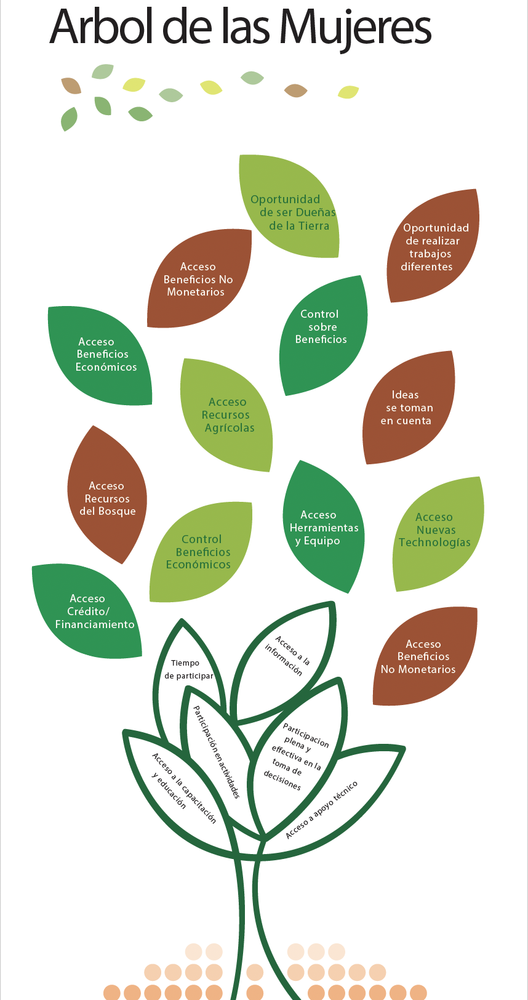 Arbol de las Mujeres
Oportunidad
de ser Dueñas
de la Tierra
Oportunidad
de realizar
trabajos
diferentes
Acceso
Beneficios No
Monetarios
Control
sobre
Beneficios
Acceso
Beneficios
Económicos
Acceso
Recursos
Agrícolas
Ideas
se toman
en cuenta
Acceso
Recursos
del Bosque
Acceso
Herramientas
y Equipo
Acceso
Nuevas
Technologías
Control
Beneficios
Económicos
Acceso
Crédito/
Financiamiento
Acceso
Beneficios
No Monetarios
Tiempo
de participar
Acceso a la
información
Participación en actividades
Participacion
plena y
effectiva en la
toma de
decisiones
Acceso a la capacitación
y educación
Acceso a apoyo técnico